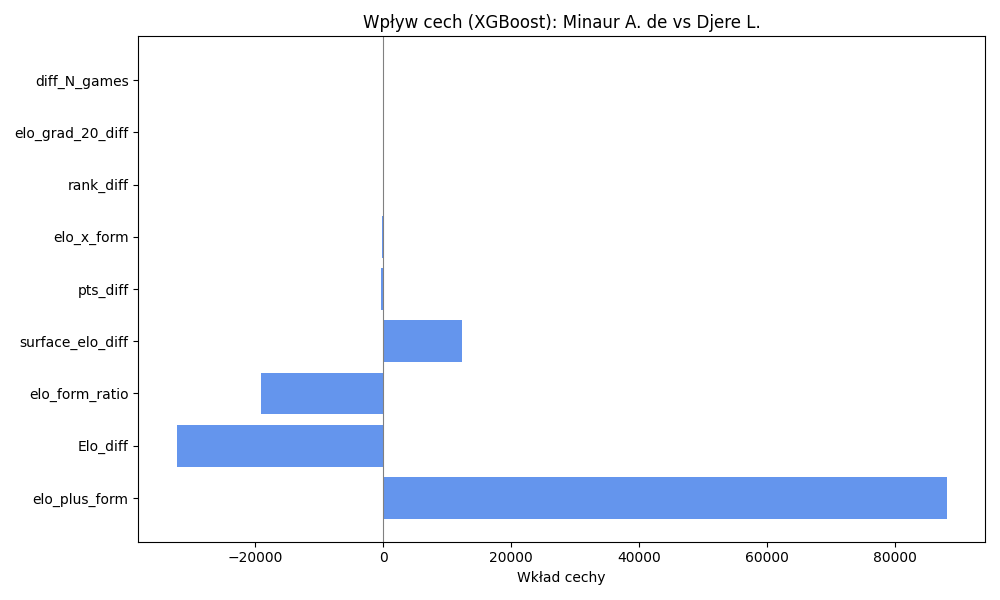 Wpływ cech (XGBoost): Minaur A. de vs Djere L.
diff_N_games
elo_grad_20_diff
rank_diff
elo_x_form
pts_diff
surface_elo_diff
elo_form_ratio
Elo_diff
elo_plus_form
−20000 0 20000 40000 60000 80000
Wkład cechy